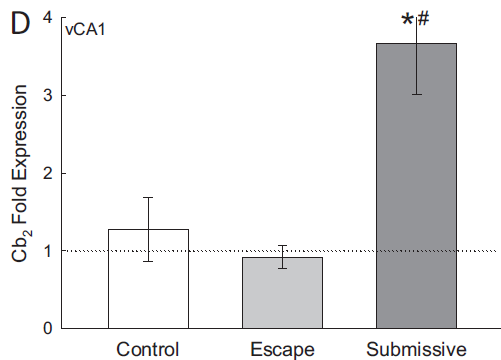 D
vCA1
*#
Cb₂ Fold Expression
4
3
2
1
0
Control Escape Submissive